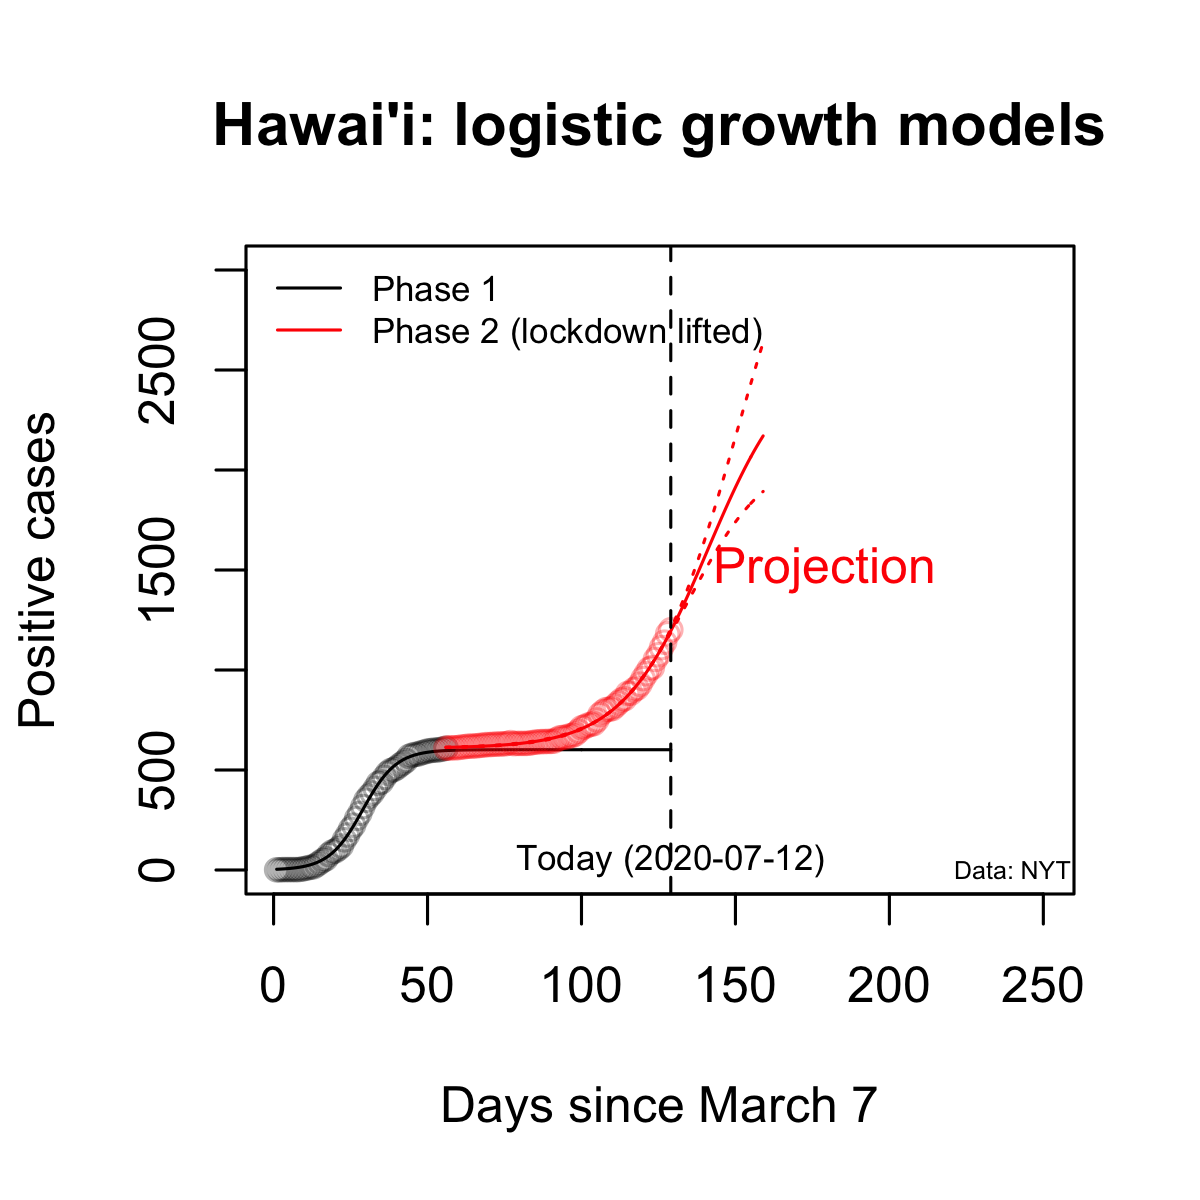 Hawai'i: logistic growth models
Phase 1
Phase 2 (lockdown lifted)
2500
1500
500
0
Positive cases
Projection
Today (2020-07-12)
Data: NYT
0 50 100 150 200 250
Days since March 7